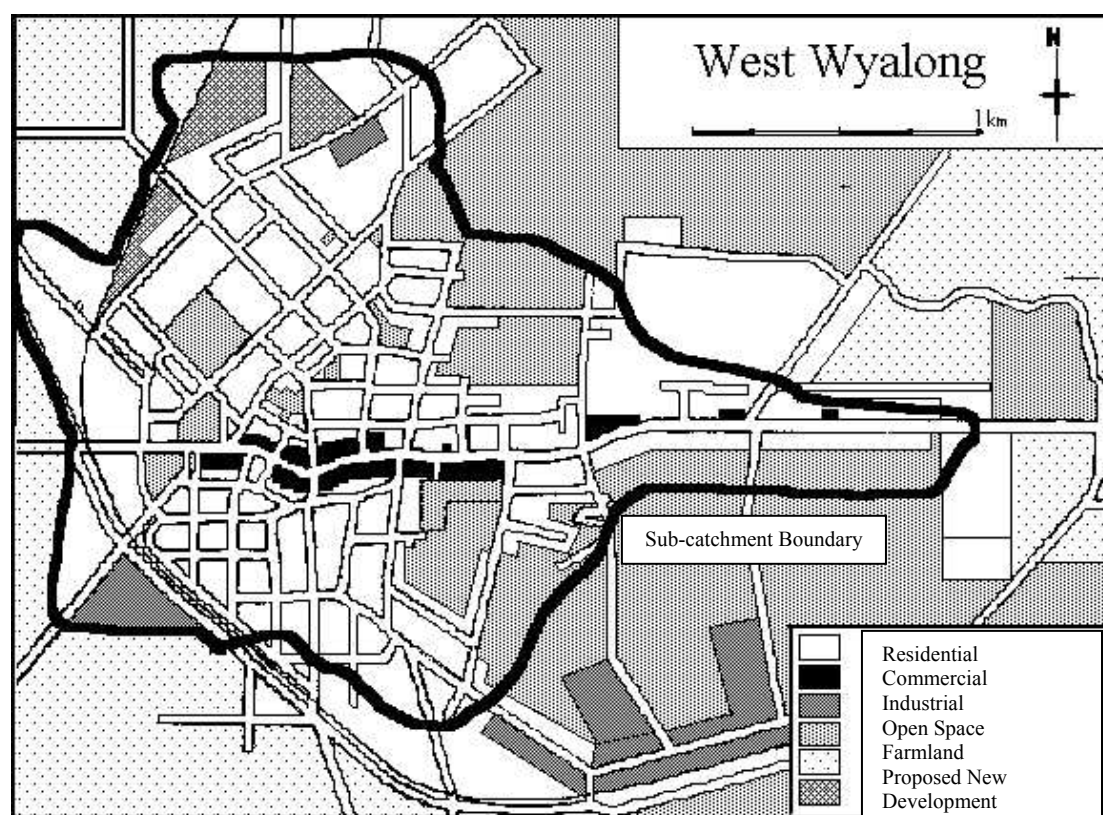 West Wyalong
N
1km
Sub-catchment Boundary
Residential
Commercial
Industrial
Open Space
Farmland
Proposed New
Development